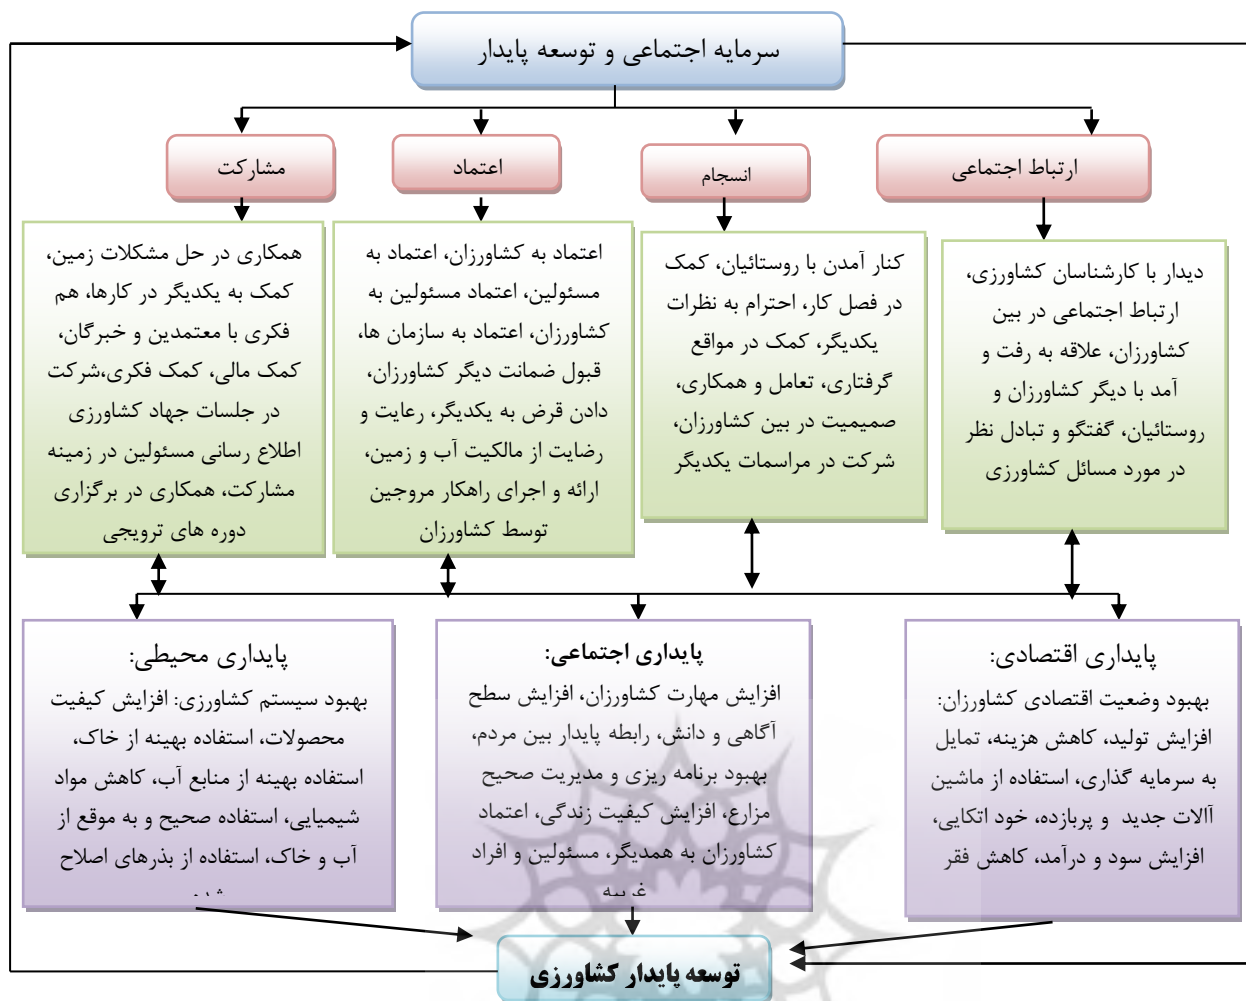 سرمایه اجتماعی و توسعه پایدار
ارتباط اجتماعی
انسجام
اعتماد
مشارکت
دیدار با کارشناسان کشاورزی،
ارتباط اجتماعی در بین
کشاورزان، علاقه به رفت و
آمد با دیگر کشاورزان و
روستائیان، گفتگو و تبادل نظر
در مورد مسائل کشاورزی
کنار آمدن با روستائیان، کمک
در فصل کار، احترام به نظرات
یکدیگر، کمک در مواقع
گرفتاری، تعامل و همکاری،
صمیمیت در بین کشاورزان،
شرکت در مراسمات یکدیگر
اعتماد به کشاورزان، اعتماد به
مسئولین، اعتماد مسئولین به
کشاورزان، اعتماد به سازمان ها،
قبول ضمانت دیگر کشاورزان،
دادن قرض به یکدیگر، رعایت و
رضایت از مالکیت آب و زمین،
ارائه و اجرای راهکار مروجین
توسط کشاورزان
همکاری در حل مشکلات زمین،
کمک به یکدیگر در کارها، هم
فکری با معتمدین و خبرگان،
کمک مالی، کمک فکری،شرکت
در جلسات جهاد کشاورزی
اطلاع رسانی مسئولین در زمینه
مشارکت، همکاری در برگزاری
دوره های ترویجی
پایداری اقتصادی:
بهبود وضعیت اقتصادی کشاورزان:
افزایش تولید، کاهش هزینه، تمایل
به سرمایه گذاری، استفاده از ماشین
آالات جدید و پربازده، خود اتکایی،
افزایش سود و درآمد، کاهش فقر
پایداری اجتماعی:
افزایش مهارت کشاورزان، افزایش سطح
آگاهی و دانش، رابطه پایدار بین مردم،
بهبود برنامه ریزی و مدیریت صحیح
مزارع، افزایش کیفیت زندگی، اعتماد
کشاورزان به همدیگر، مسئولین و افراد
غریبه
پایداری محیطی:
بهبود سیستم کشاورزی: افزایش کیفیت
محصولات، استفاده بهینه از خاک،
استفاده بهینه از منابع آب، کاهش مواد
شیمیایی، استفاده صحیح و به موقع از
آب و خاک، استفاده از بذرهای اصلاح
شده
توسعه پایدار کشاورزی